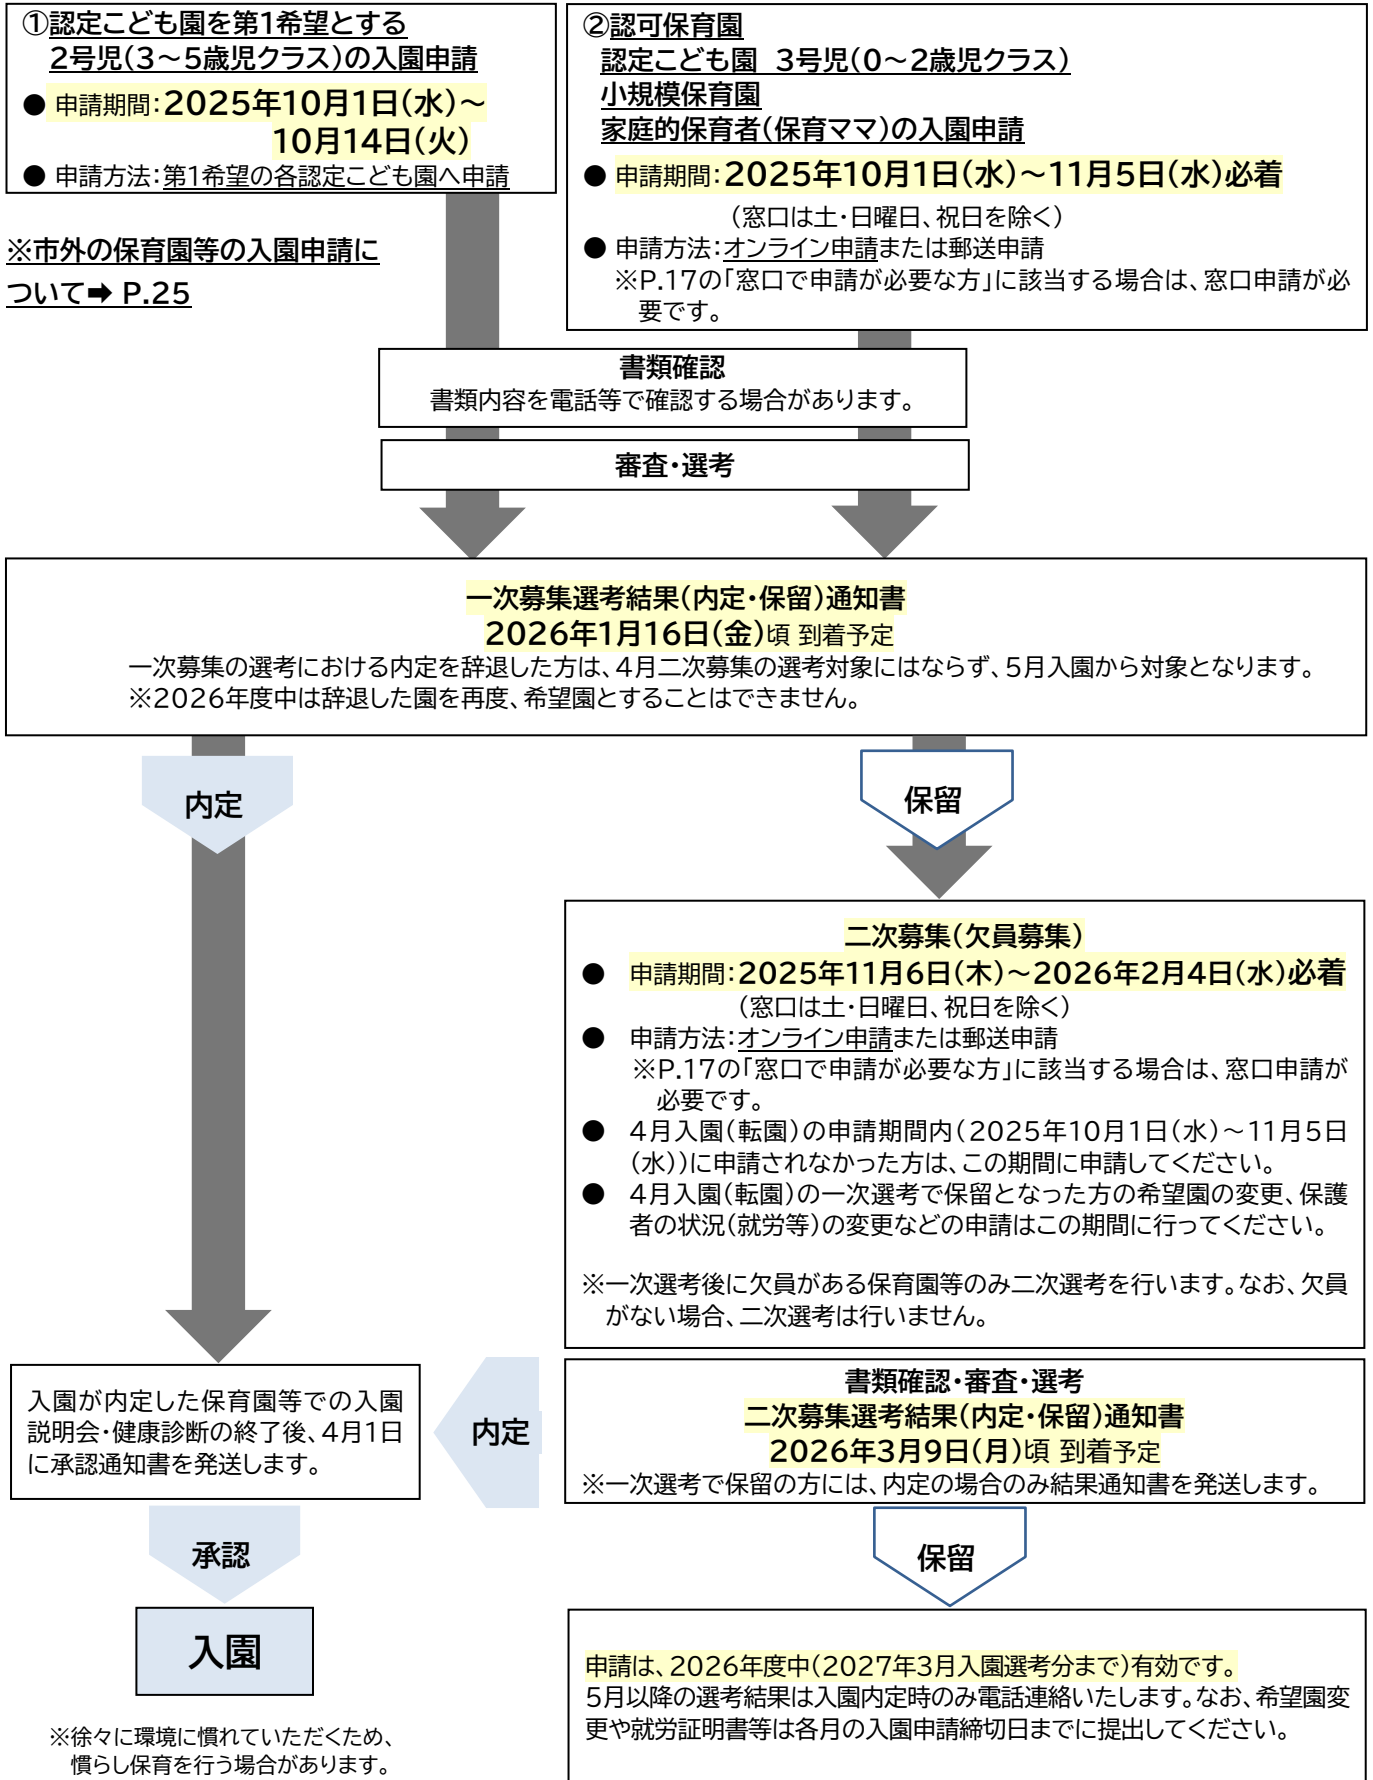 ①認定こども園を第1希望とする
2号児(3~5歳児クラス)の入園申請
● 申請期間:2025年10月1日(水)~
10月14日(火)
● 申請方法:第1希望の各認定こども園へ申請
※市外の保育園等の入園申請に
ついて➡ P.25
②認可保育園
認定こども園 3号児(0~2歳児クラス)
小規模保育園
家庭的保育者(保育ママ)の入園申請
● 申請期間:2025年10月1日(水)~11月5日(水)必着
(窓口は土・日曜日、祝日を除く)
● 申請方法:オンライン申請または郵送申請
※P.17の「窓口で申請が必要な方」に該当する場合は、窓口申請が必
要です。
書類確認
書類内容を電話等で確認する場合があります。
審査・選考
一次募集選考結果(内定・保留)通知書
2026年1月16日(金)頃 到着予定
一次募集の選考における内定を辞退した方は、4月二次募集の選考対象にはならず、5月入園から対象となります。
※2026年度中は辞退した園を再度、希望園とすることはできません。
内定
保留
二次募集(欠員募集)
● 申請期間:2025年11月6日(木)~2026年2月4日(水)必着
(窓口は土・日曜日、祝日を除く)
● 申請方法:オンライン申請または郵送申請
※P.17の「窓口で申請が必要な方」に該当する場合は、窓口申請が
必要です。
● 4月入園(転園)の申請期間内(2025年10月1日(水)~11月5日
(水))に申請されなかった方は、この期間に申請してください。
● 4月入園(転園)の一次選考で保留となった方の希望園の変更、保護
者の状況(就労等)の変更などの申請はこの期間に行ってください。
※一次選考後に欠員がある保育園等のみ二次選考を行います。なお、欠員
がない場合、二次選考は行いません。
書類確認・審査・選考
二次募集選考結果(内定・保留)通知書
2026年3月9日(月)頃 到着予定
※一次選考で保留の方には、内定の場合のみ結果通知書を発送します。
内定
入園が内定した保育園等での入園
説明会・健康診断の終了後、4月1日
に承認通知書を発送します。
承認
入園
※徐々に環境に慣れていただくため、
慣らし保育を行う場合があります。
保留
申請は、2026年度中(2027年3月入園選考分まで)有効です。
5月以降の選考結果は入園内定時のみ電話連絡いたします。なお、希望園変
更や就労証明書等は各月の入園申請締切日までに提出してください。